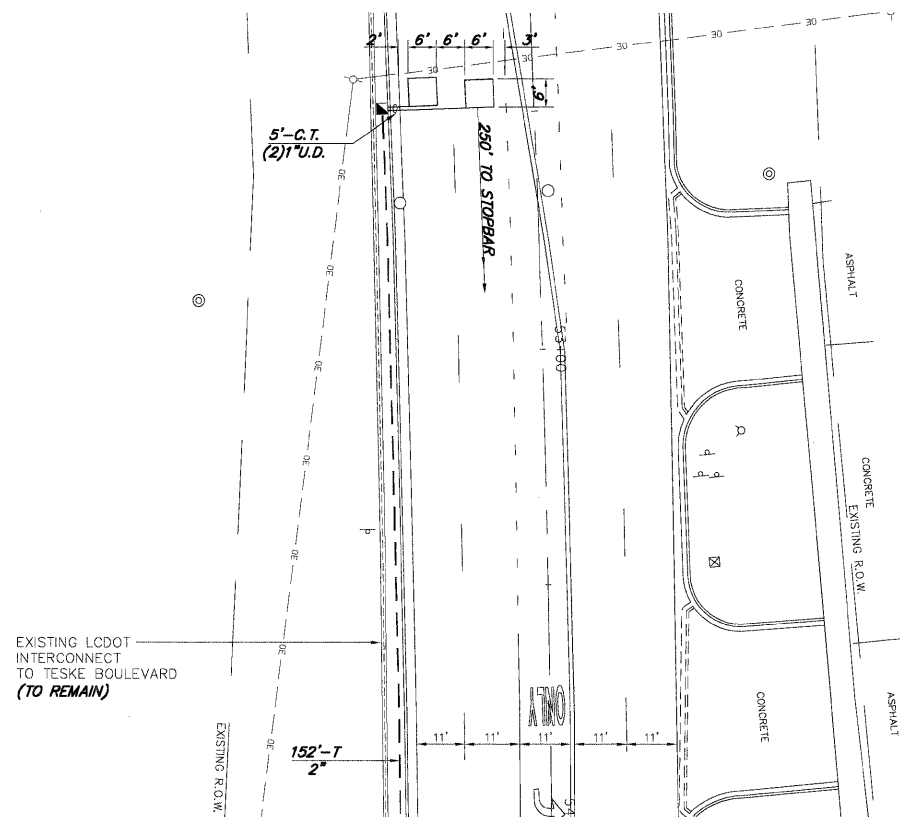 2' 6' 6' 6' 3'
30 30 30 30 30
6'
5'-C.T.
(2)1"U.D.
250' TO STOPBAR
OE
OE
OE
OE
OE
OE
OE
ASPHALT
CONCRETE
53+00
CONCRETE
EXISTING R.O.W.
EXISTING LCDOT
INTERCONNECT
TO TESKE BOULEVARD
(TO REMAIN)
ONLY
CONCRETE
ASPHALT
EXISTING R.O.W.
11' 11' 11' 11' 11'
152'-T
2"
54